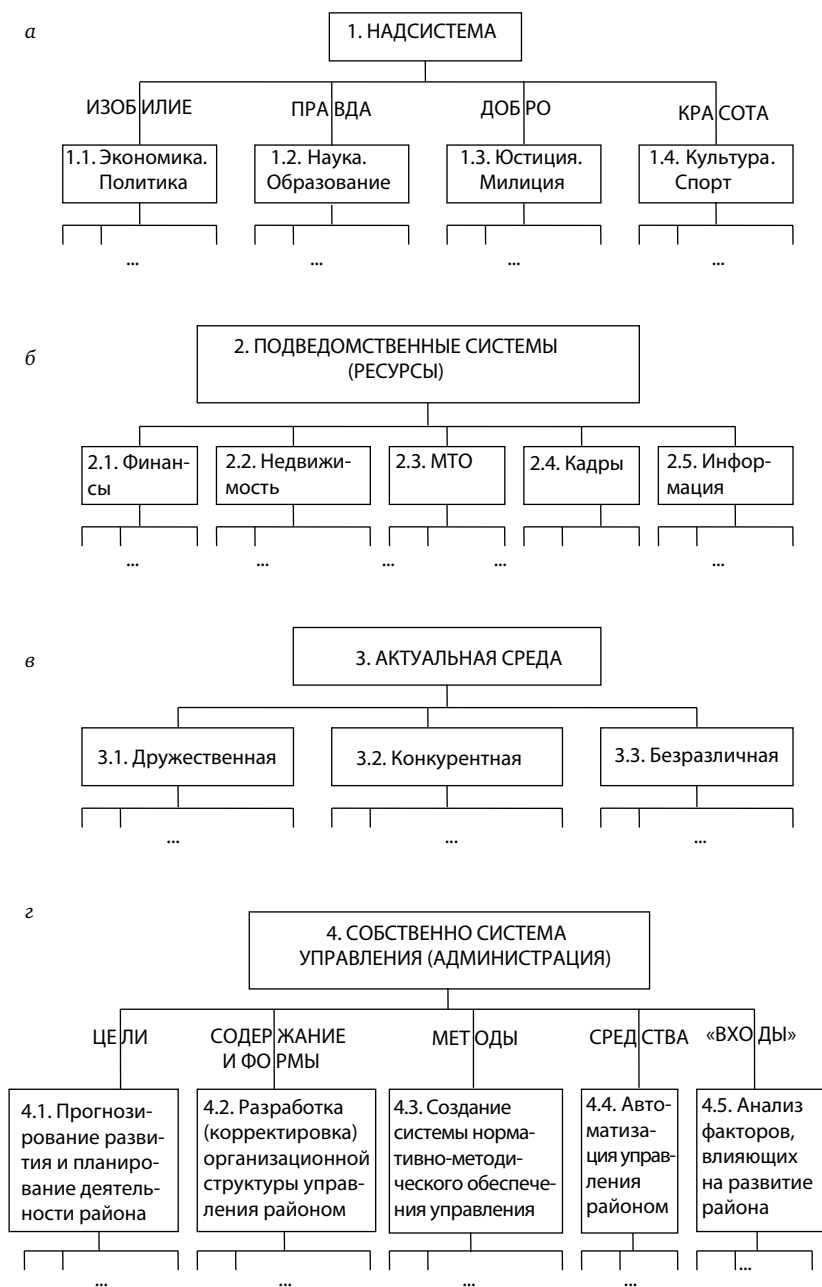 а
1. НАДСИСТЕМА
ИЗОБИЛИЕ
ПРАВДА
ДОБРО
КРАСОТА
1.1. Экономика.
Политика
1.2. Наука.
Образование
1.3. Юстиция.
Милиция
1.4. Культура.
Спорт
...
...
...
...
б
2. ПОДВЕДОМСТВЕННЫЕ СИСТЕМЫ
(РЕСУРСЫ)
2.1. Финан-
сы
2.2. Недвижи-
мость
2.3. МТО
2.4. Кадры
2.5. Инфор-
мация
...
...
...
...
...
в
3. АКТУАЛЬНАЯ СРЕДА
3.1. Дружественная
3.2. Конкурентная
3.3. Безразличная
...
...
...
г
4. СОБСТВЕННО СИСТЕМА
УПРАВЛЕНИЯ (АДМИНИСТРАЦИЯ)
ЦЕЛИ
СОДЕРЖАНИЕ
И ФОРМЫ
МЕТОДЫ
СРЕДСТВА
«ВХОДЫ»
4.1. Прогнози-
рование разви-
тия и планиро-
вание деятель-
ности района
4.2. Разработка
(корректировка)
организационной
структуры управ-
ления районом
4.3. Создание
системы норма-
тивно-методи-
ческого обеспече-
ния управления
4.4. Авто-
матиза-
ция управ-
ления
районом
4.5. Анализ
факторов,
влияющих
на развитие
района
...
...
...
...
...